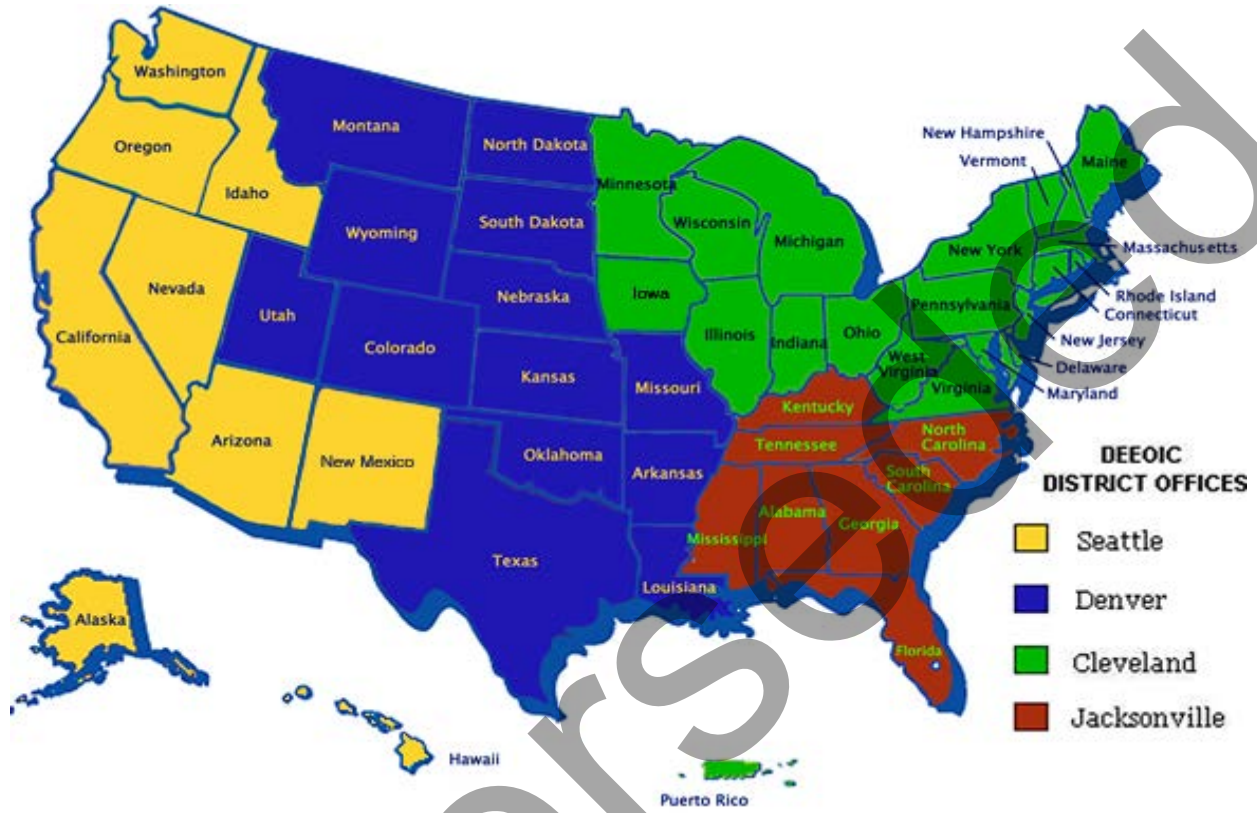 Washington
Montana
North Dakota
Minnesota
New Hampshire
Vermont
Maine
Oregon
Idaho
Wyoming
South Dakota
Wisconsin
Michigan
New York
Massachusetts
Nevada
Utah
Nebraska
Iowa
Illinois
Indiana
Ohio
Pennsylvania
Rhode Island
Connecticut
New Jersey
California
Colorado
Kansas
Missouri
West
Virginia
Virginia
Delaware
Maryland
Arizona
New Mexico
Oklahoma
Arkansas
Kentucky
Tennessee
North
Carolina
South
Carolina
Mississippi
Alabama
Georgia
Texas
Louisiana
Florida
Alaska
Hawaii
Puerto Rico
DEEOIC
DISTRICT OFFICES
Seattle
Denver
Cleveland
Jacksonville